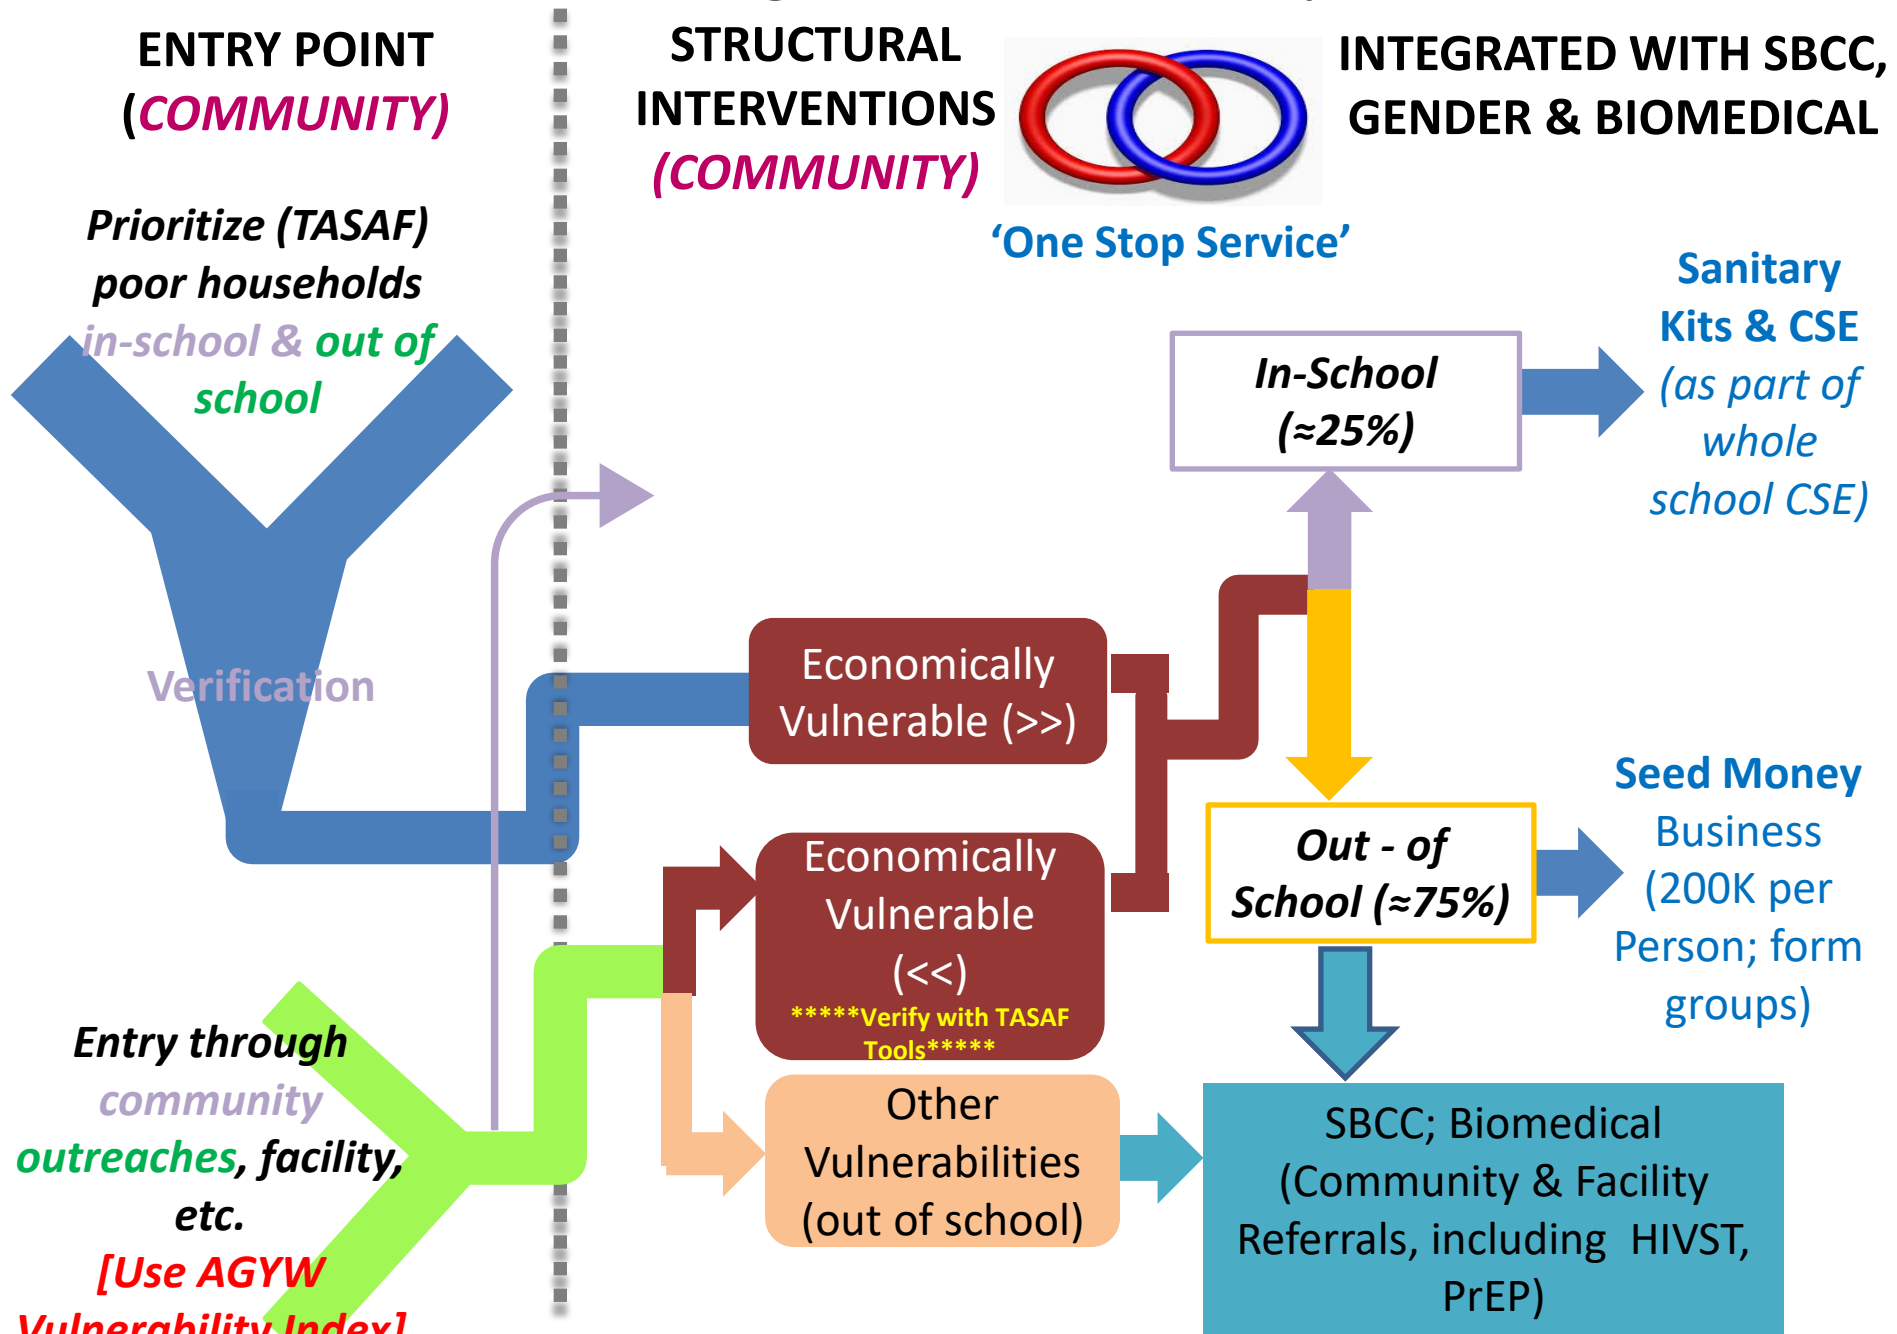 ENTRY POINT
(COMMUNITY)
Prioritize (TASAF)
poor households
in-school & out of
school
Verification
Entry through
community
outreaches, facility,
etc.
[Use AGYW
Vulnerability Index]
STRUCTURAL
INTERVENTIONS
(COMMUNITY)
‘One Stop Service’
INTEGRATED WITH SBCC,
GENDER & BIOMEDICAL
Economically
Vulnerable (>>)
Economically
Vulnerable
(<<)
*****Verify with TASAF
Tools*****
Other
Vulnerabilities
(out of school)
In-School
(≈25%)
Sanitary
Kits & CSE
(as part of
whole
school CSE)
Out - of
School (≈75%)
Seed Money
Business
(200K per
Person; form
groups)
SBCC; Biomedical
(Community & Facility
Referrals, including  HIVST,
PrEP)